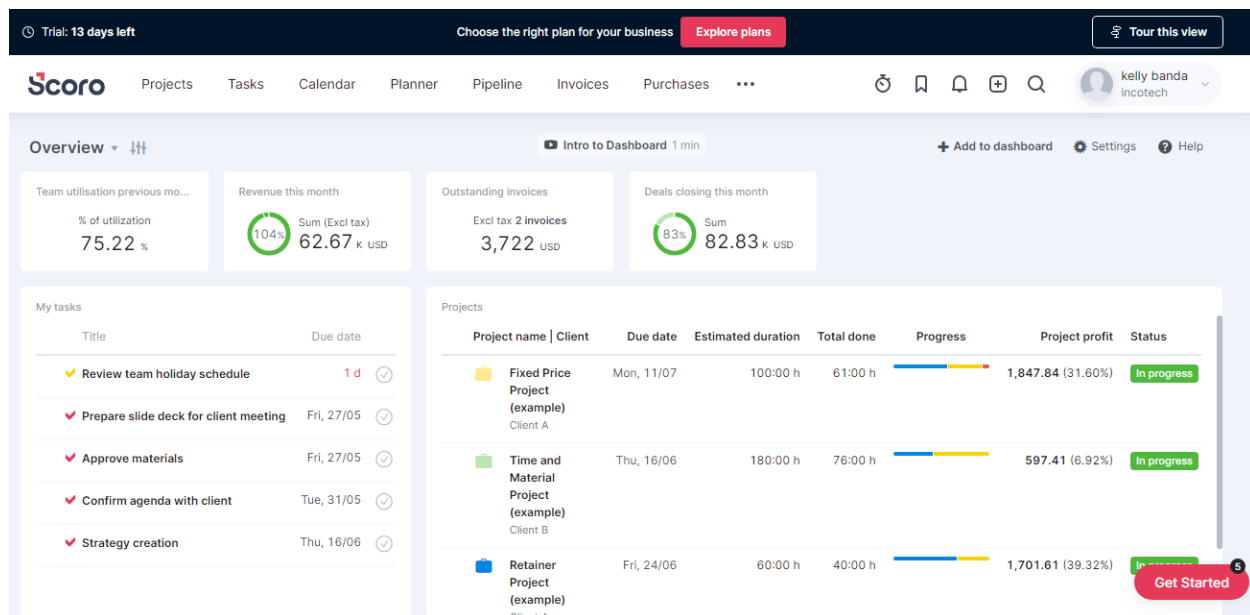 Trial: 13 days left
Choose the right plan for your business
Explore plans
Tour this view
Scoro
Projects
Tasks
Calendar
Planner
Pipeline
Invoices
Purchases
•••
kelly banda
incotech
Overview
Intro to Dashboard 1 min
Add to dashboard
Settings
Help
Team utilisation previous mo...
% of utilization
75.22 %
Revenue this month
104%
Sum (Excl tax)
62.67 K USD
Outstanding invoices
Excl tax 2 invoices
3,722 USD
Deals closing this month
83%
Sum
82.83 K USD
My tasks
Title Due date
Review team holiday schedule 1 d
Prepare slide deck for client meeting Fri, 27/05
Approve materials Fri, 27/05
Confirm agenda with client Tue, 31/05
Strategy creation Thu, 16/06
Projects
Project name | Client Due date Estimated duration Total done Progress Project profit Status
Fixed Price Mon, 11/07 100:00 h 61:00 h 1,847.84 (31.60%) In progress
Project
(example)
Client A
Time and Thu, 16/06 180:00 h 76:00 h 597.41 (6.92%) In progress
Material
Project
(example)
Client B
Retainer Fri, 24/06 60:00 h 40:00 h 1,701.61 (39.32%)
Project
(example)
5
Get Started